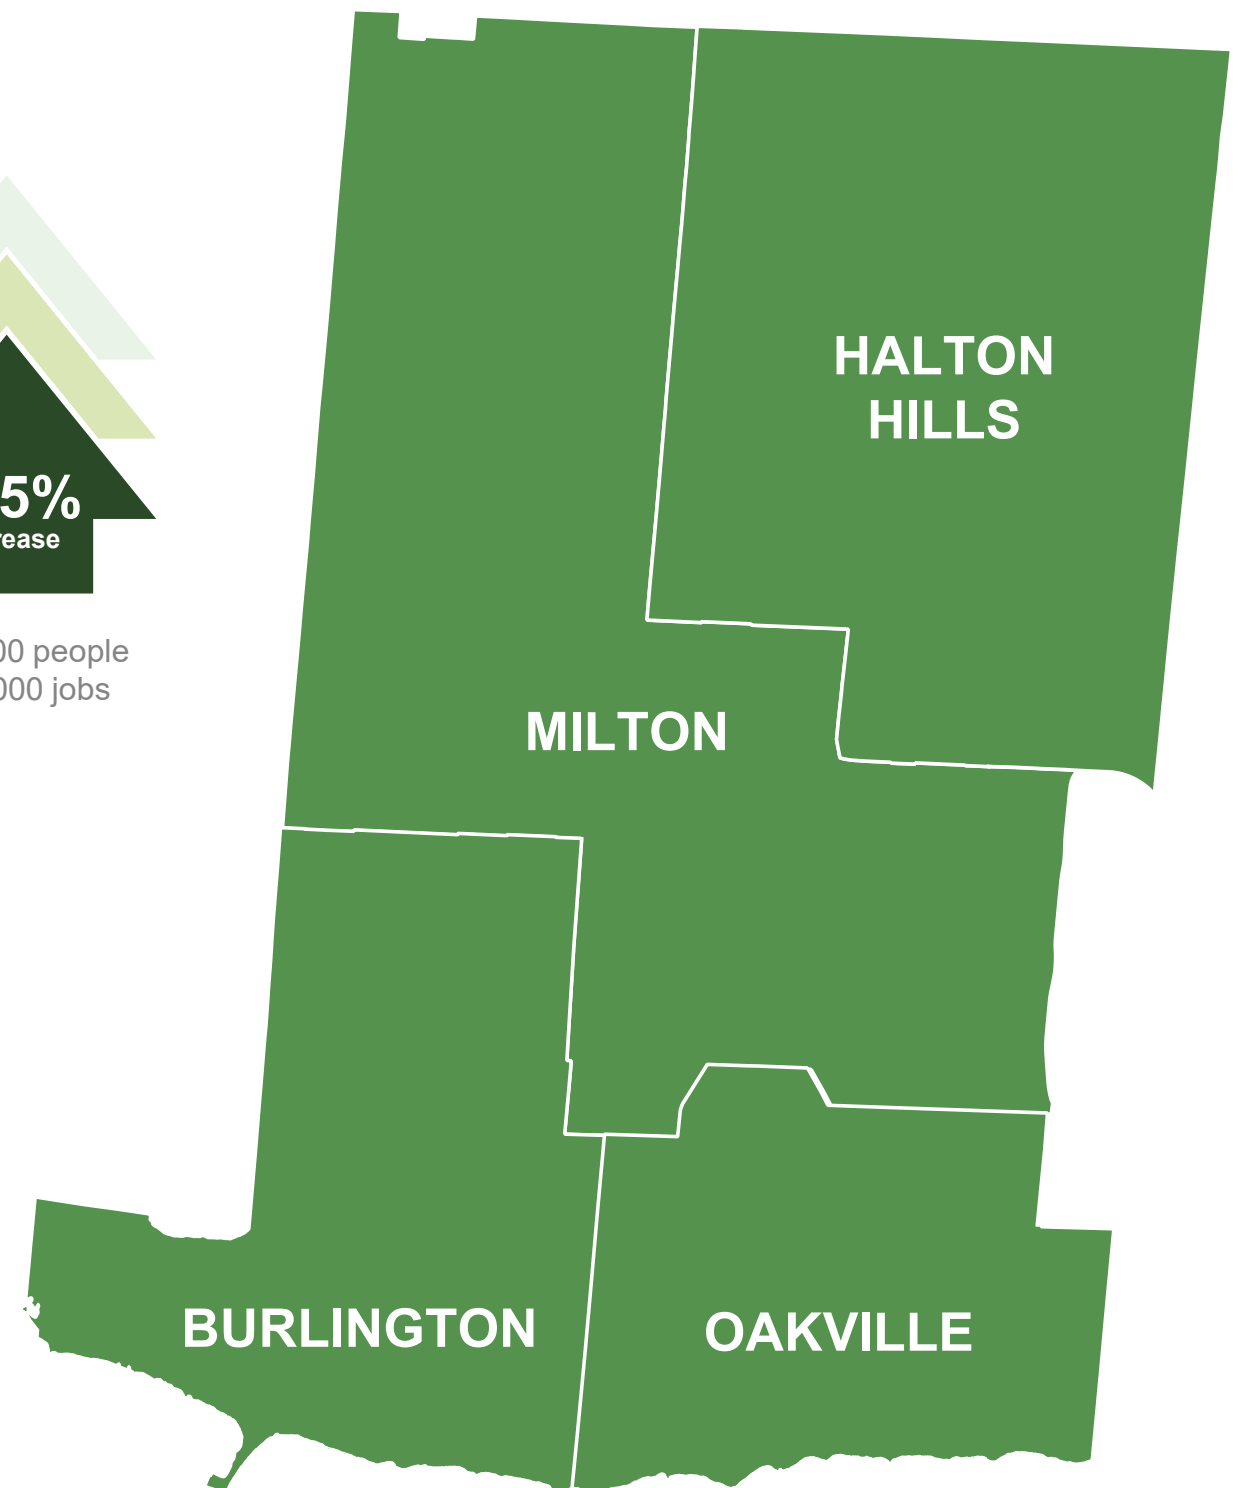 HALTON
HILLS
5%
rease
00 people
000 jobs
MILTON
BURLINGTON
OAKVILLE